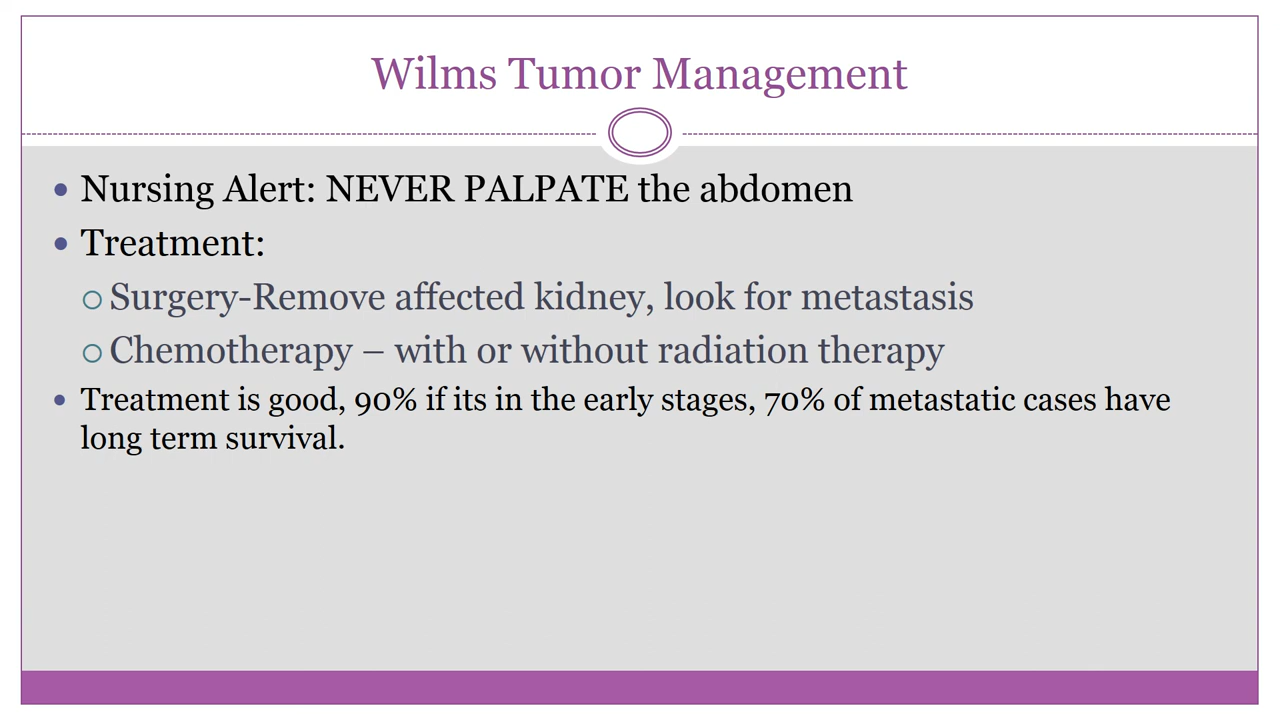 Wilms Tumor Management
• Nursing Alert: NEVER PALPATE the abdomen
• Treatment:
○ Surgery-Remove affected kidney, look for metastasis
○ Chemotherapy – with or without radiation therapy
• Treatment is good, 90% if its in the early stages, 70% of metastatic cases have
long term survival.